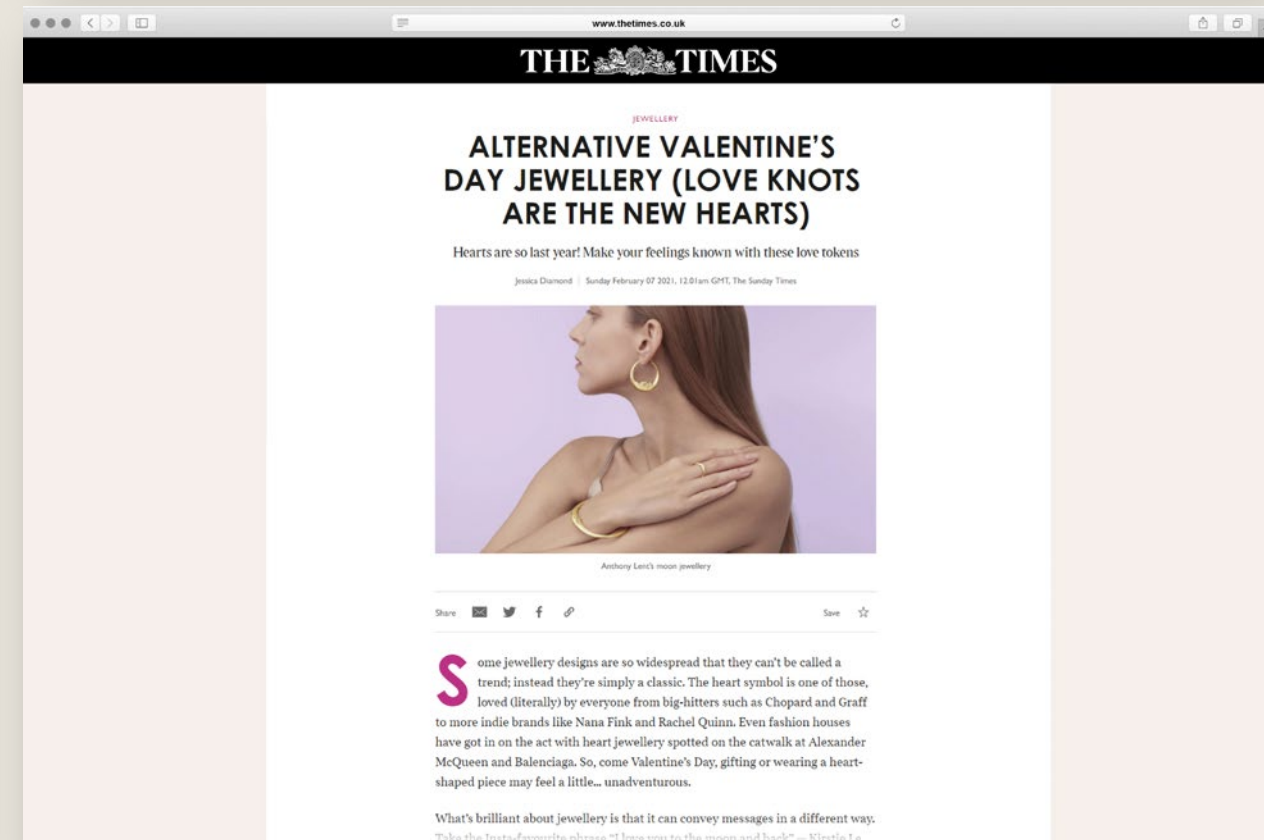 www.thetimes.co.uk
THE TIMES
JEWELLERY
ALTERNATIVE VALENTINE'S
DAY JEWELLERY (LOVE KNOTS
ARE THE NEW HEARTS)
Hearts are so last year! Make your feelings known with these love tokens
Jessica Diamond | Sunday February 07 2021, 12.01am GMT, The Sunday Times
Anthony Lent's moon jewellery
Share
Save
Some jewellery designs are so widespread that they can't be called a
trend; instead they're simply a classic. The heart symbol is one of those,
loved (literally) by everyone from big-hitters such as Chopard and Graff
to more indie brands like Nana Fink and Rachel Quinn. Even fashion houses
have got in on the act with heart jewellery spotted on the catwalk at Alexander
McQueen and Balenciaga. So, come Valentine's Day, gifting or wearing a heart-
shaped piece may feel a little... unadventurous.
What's brilliant about jewellery is that it can convey messages in a different way.
Take the Insta-favourite phrase "I love you to the moon and back" — Kirstie Le